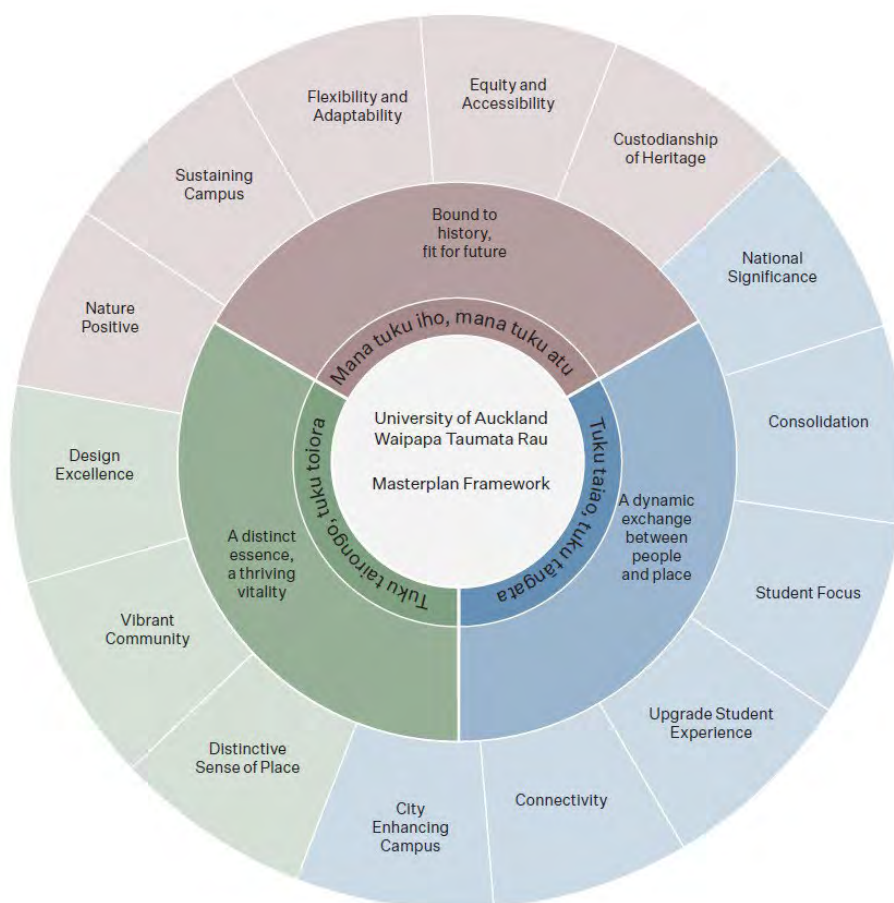 University of Auckland
Waipapa Taumata Rau
Masterplan Framework
Mana tuku iho, mana tuku atu
Bound to
history,
fit for future
Tuku taiao, tuku tāngata
A dynamic
exchange
between
people
and place
Tuku tairongo, tuku toiora
A distinct
essence,
a thriving
vitality
Nature
Positive
Sustaining
Campus
Flexibility and
Adaptability
Equity and
Accessibility
Custodianship
of Heritage
National
Significance
Consolidation
Student Focus
Upgrade Student
Experience
Connectivity
City
Enhancing
Campus
Distinctive
Sense of Place
Vibrant
Community
Design
Excellence